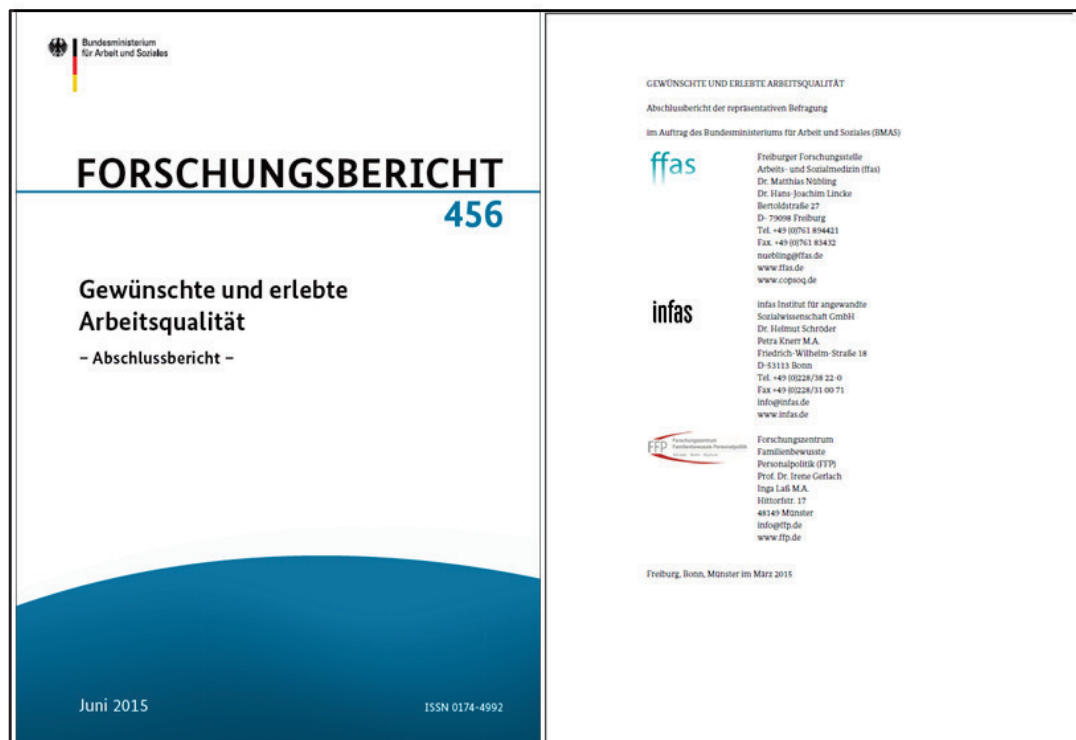 Bundesministerium
für Arbeit und Soziales
FORSCHUNGSBERICHT
456
Gewünschte und erlebte
Arbeitsqualität
– Abschlussbericht –
Juni 2015
ISSN 0174-4992
GEWÜNSCHTE UND ERLEBTE ARBEITSQUALITÄT
Abschlussbericht der repräsentativen Befragung
im Auftrag des Bundesministeriums für Arbeit und Soziales (BMAS)
ffas
Freiburger Forschungsstelle
Arbeits- und Sozialmedizin (ffas)
Dr. Matthias Nübling
Dr. Hans-Joachim Lincke
Bertoldstraße 27
D- 79098 Freiburg
Tel. +49 (0)761 894421
Fax. +49 (0)761 83432
nuebling@ffas.de
www.ffas.de
www.copsoq.de
infas
infas Institut für angewandte
Sozialwissenschaft GmbH
Dr. Helmut Schröder
Petra Knerr M.A.
Friedrich-Wilhelm-Straße 18
D-53113 Bonn
Tel. +49 (0)228/38 22-0
Fax +49 (0)228/31 00 71
info@infas.de
www.infas.de
FFP
Forschungszentrum
Familienbewusste Personalpolitik
Forschungszentrum
Familienbewusste
Personalpolitik (FFP)
Prof. Dr. Irene Gerlach
Inga Laß M.A.
Hittorfstr. 17
48149 Münster
info@ffp.de
www.ffp.de
Freiburg, Bonn, Münster im März 2015